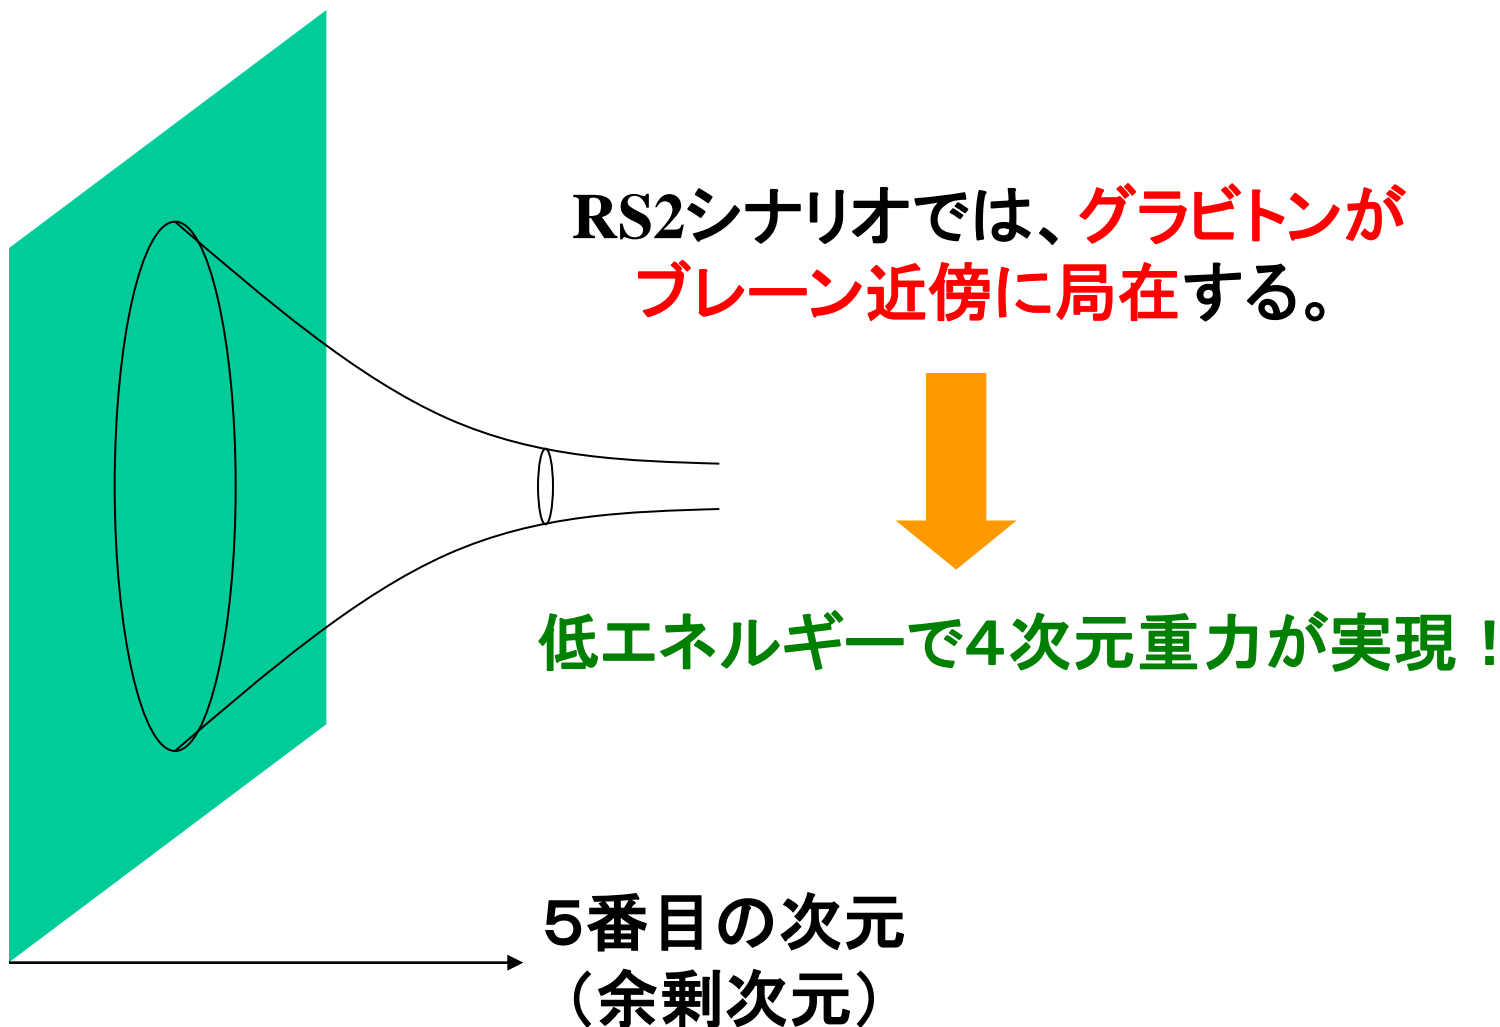 RS2シナリオでは、グラビトンが
ブレーン近傍に局在する。
低エネルギーで４次元重力が実現！
５番目の次元
（余剰次元）